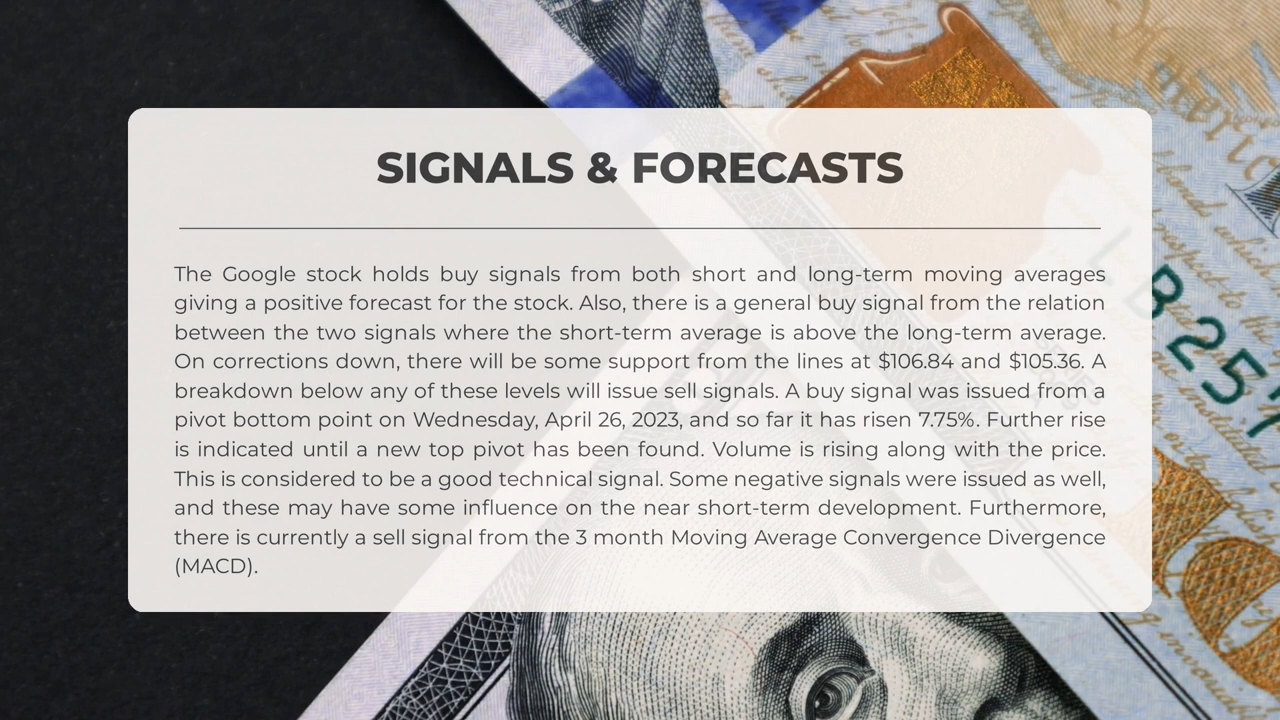 SIGNALS & FORECASTS
The Google stock holds buy signals from both short and long-term moving averages
giving a positive forecast for the stock. Also, there is a general buy signal from the relation
between the two signals where the short-term average is above the long-term average.
On corrections down, there will be some support from the lines at $106.84 and $105.36. A
breakdown below any of these levels will issue sell signals. A buy signal was issued from a
pivot bottom point on Wednesday, April 26, 2023, and so far it has risen 7.75%. Further rise
is indicated until a new top pivot has been found. Volume is rising along with the price.
This is considered to be a good technical signal. Some negative signals were issued as well,
and these may have some influence on the near short-term development. Furthermore,
there is currently a sell signal from the 3 month Moving Average Convergence Divergence
(MACD).